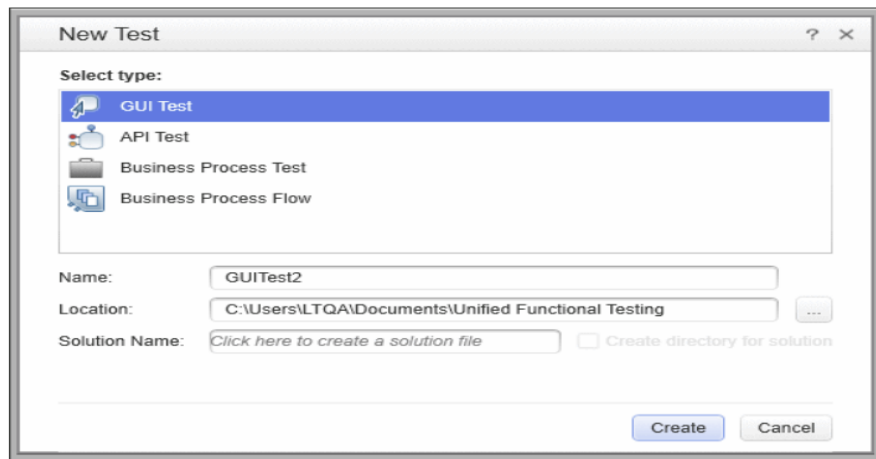 New Test
? ×
Select type:
GUI Test
API Test
Business Process Test
Business Process Flow
Name: GUITest2
Location: C:\Users\LTQA\Documents\Unified Functional Testing ...
Solution Name: Click here to create a solution file Create directory for solution
Create Cancel